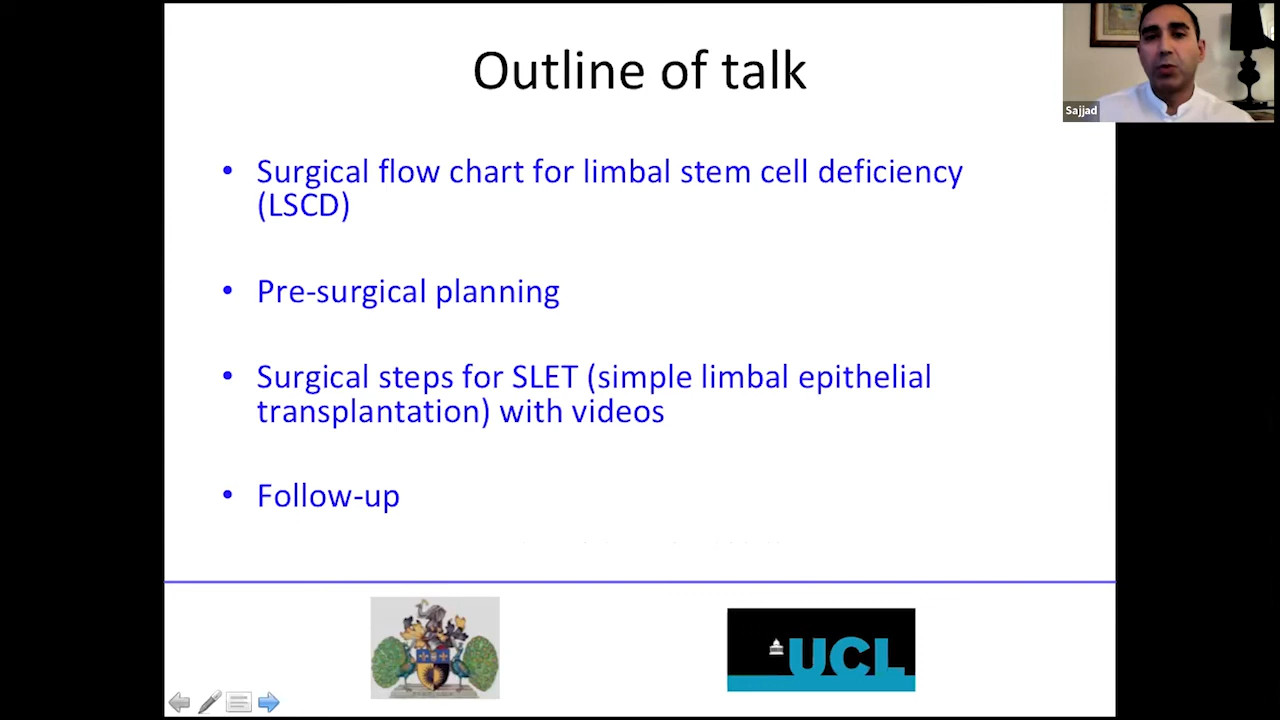 Outline of talk
Sajjad
• Surgical flow chart for limbal stem cell deficiency
(LSCD)
• Pre-surgical planning
• Surgical steps for SLET (simple limbal epithelial
transplantation) with videos
• Follow-up
UCL